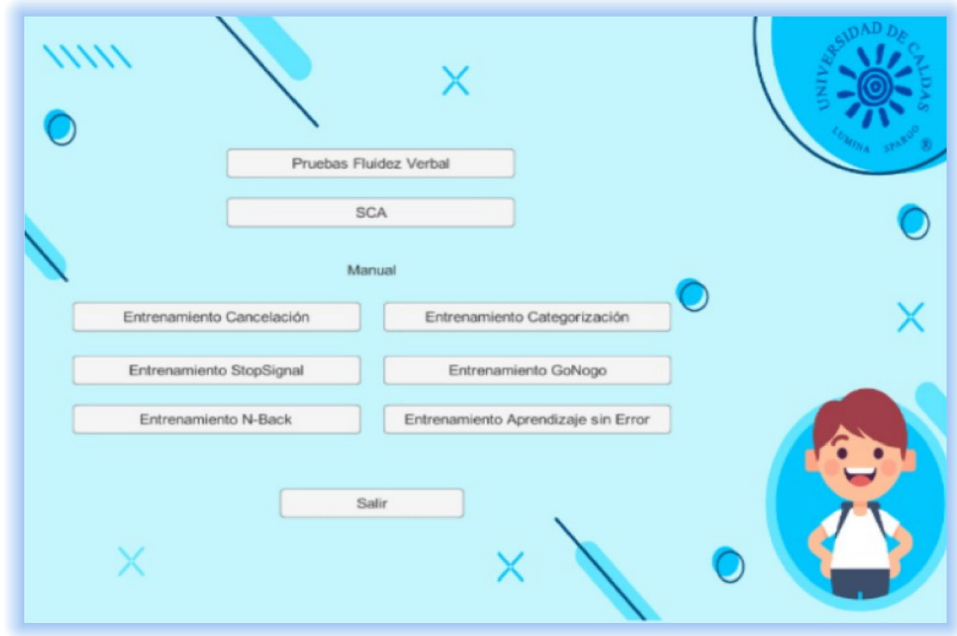 UNIVERSIDAD DE CALDAS
LUMINA SPARGO
®
Pruebas Fluidez Verbal
SCA
Manual
Entrenamiento Cancelación
Entrenamiento Categorización
Entrenamiento StopSignal
Entrenamiento GoNogo
Entrenamiento N-Back
Entrenamiento Aprendizaje sin Error
Salir